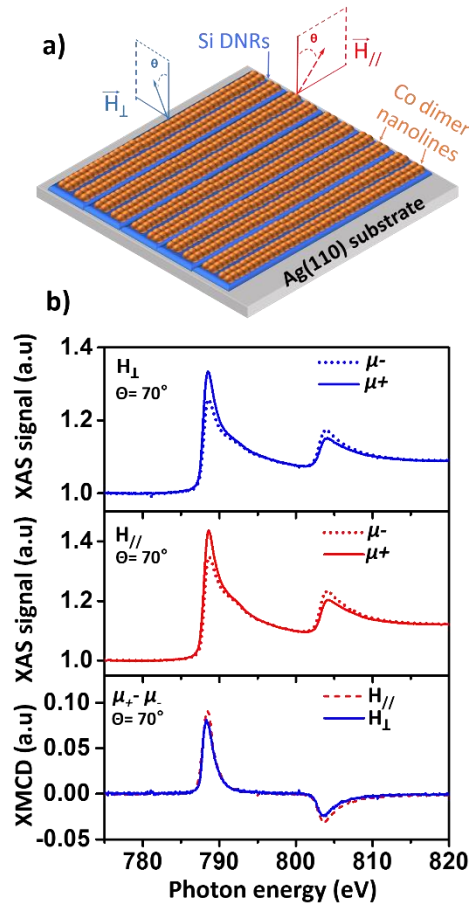 a)
Si DNRs
θ
H⊥
θ
H//
Co dimer
nanolines
Ag(110) substrate
b)
XAS signal (a.u)
1.4
1.2
1.0
H⊥
Θ= 70°
μ-
μ+
XAS signal (a.u)
1.4
1.2
1.0
H//
Θ= 70°
μ-
μ+
XMCD (a.u)
0.10
0.05
0.00
-0.05
μ+- μ-
Θ= 70°
H//
H⊥
780 790 800 810 820
Photon energy (eV)